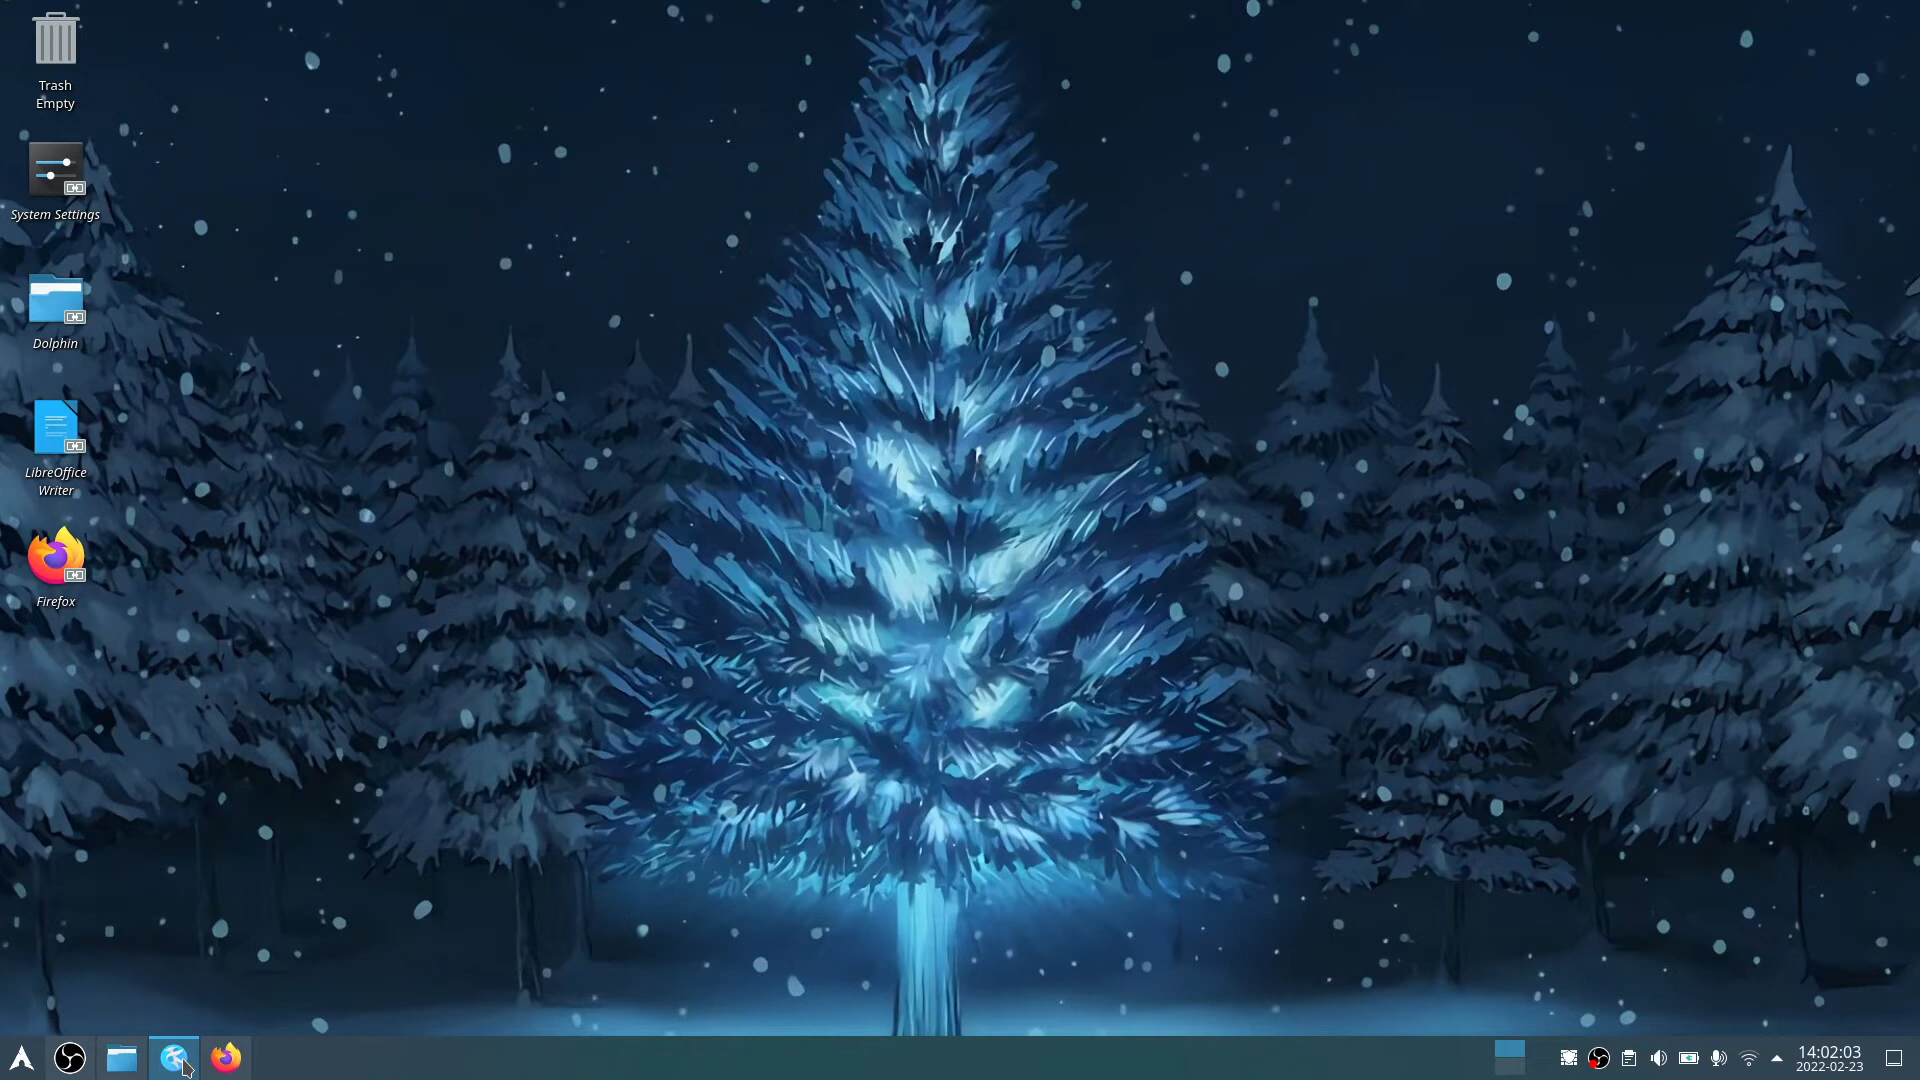 Trash
Empty
System Settings
Dolphin
LibreOffice
Writer
Firefox
14:02:03
2022-02-23